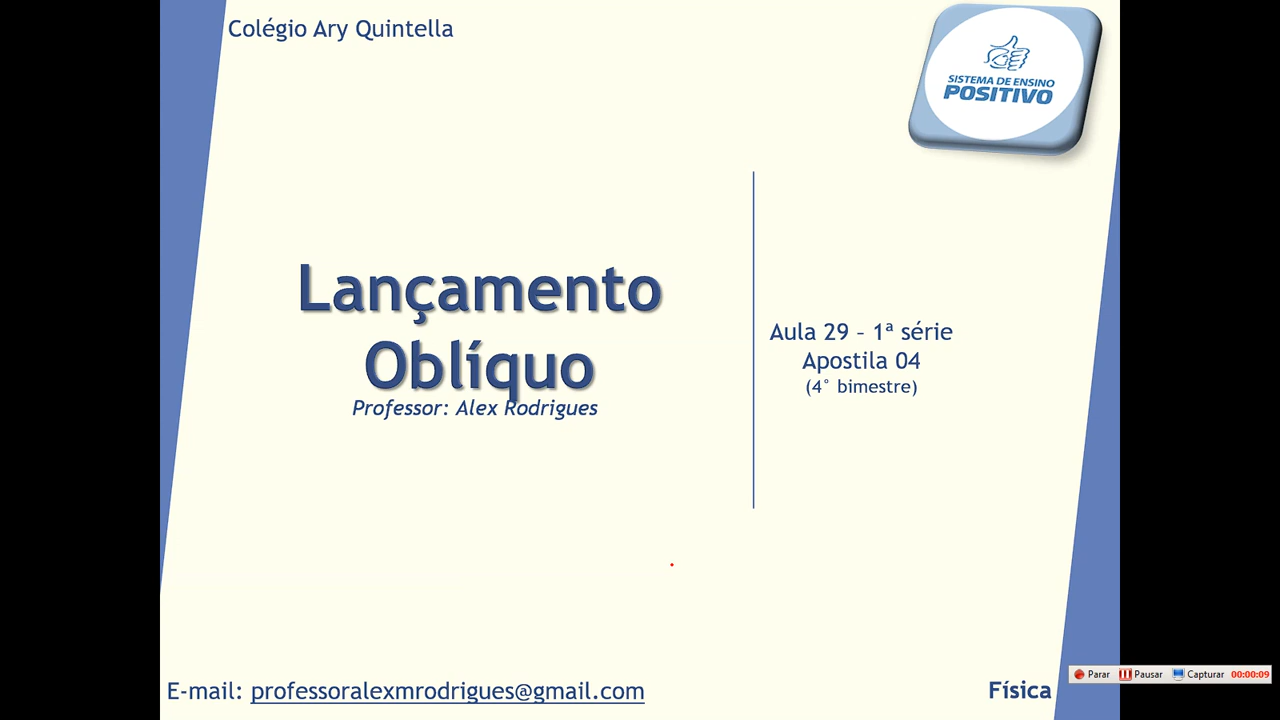 Colégio Ary Quintella
SISTEMA DE ENSINO
POSITIVO
Lançamento
Oblíquo
Professor: Alex Rodrigues
Aula 29 – 1ª série
Apostila 04
(4° bimestre)
E-mail: professoralexmrodrigues@gmail.com
Física
Parar Pausar Capturar 00:00:09